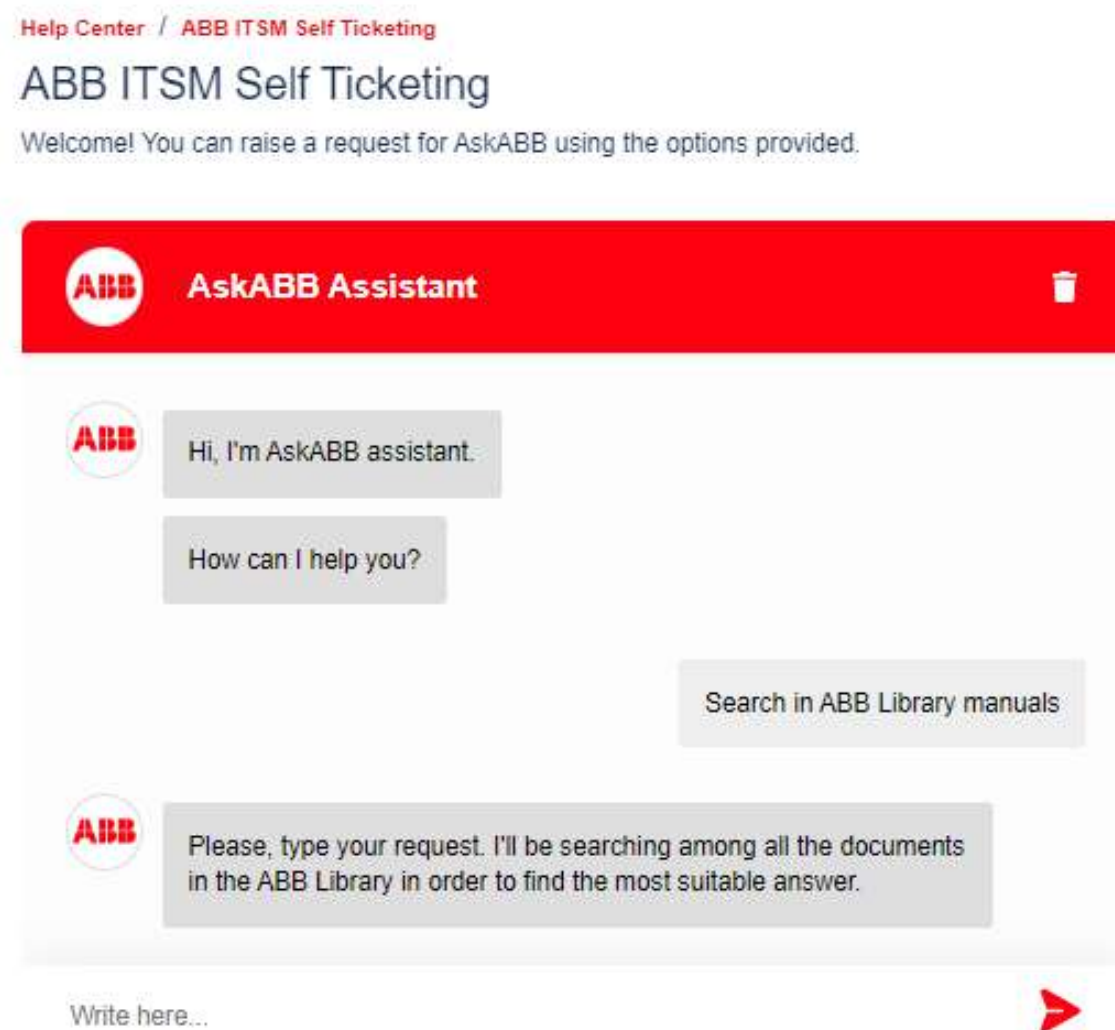 Help Center / ABB ITSM Self Ticketing
ABB ITSM Self Ticketing
Welcome! You can raise a request for AskABB using the options provided.
ABB AskABB Assistant
ABB Hi, I'm AskABB assistant.
How can I help you?
Search in ABB Library manuals
ABB Please, type your request. I'll be searching among all the documents
in the ABB Library in order to find the most suitable answer.
Write here...